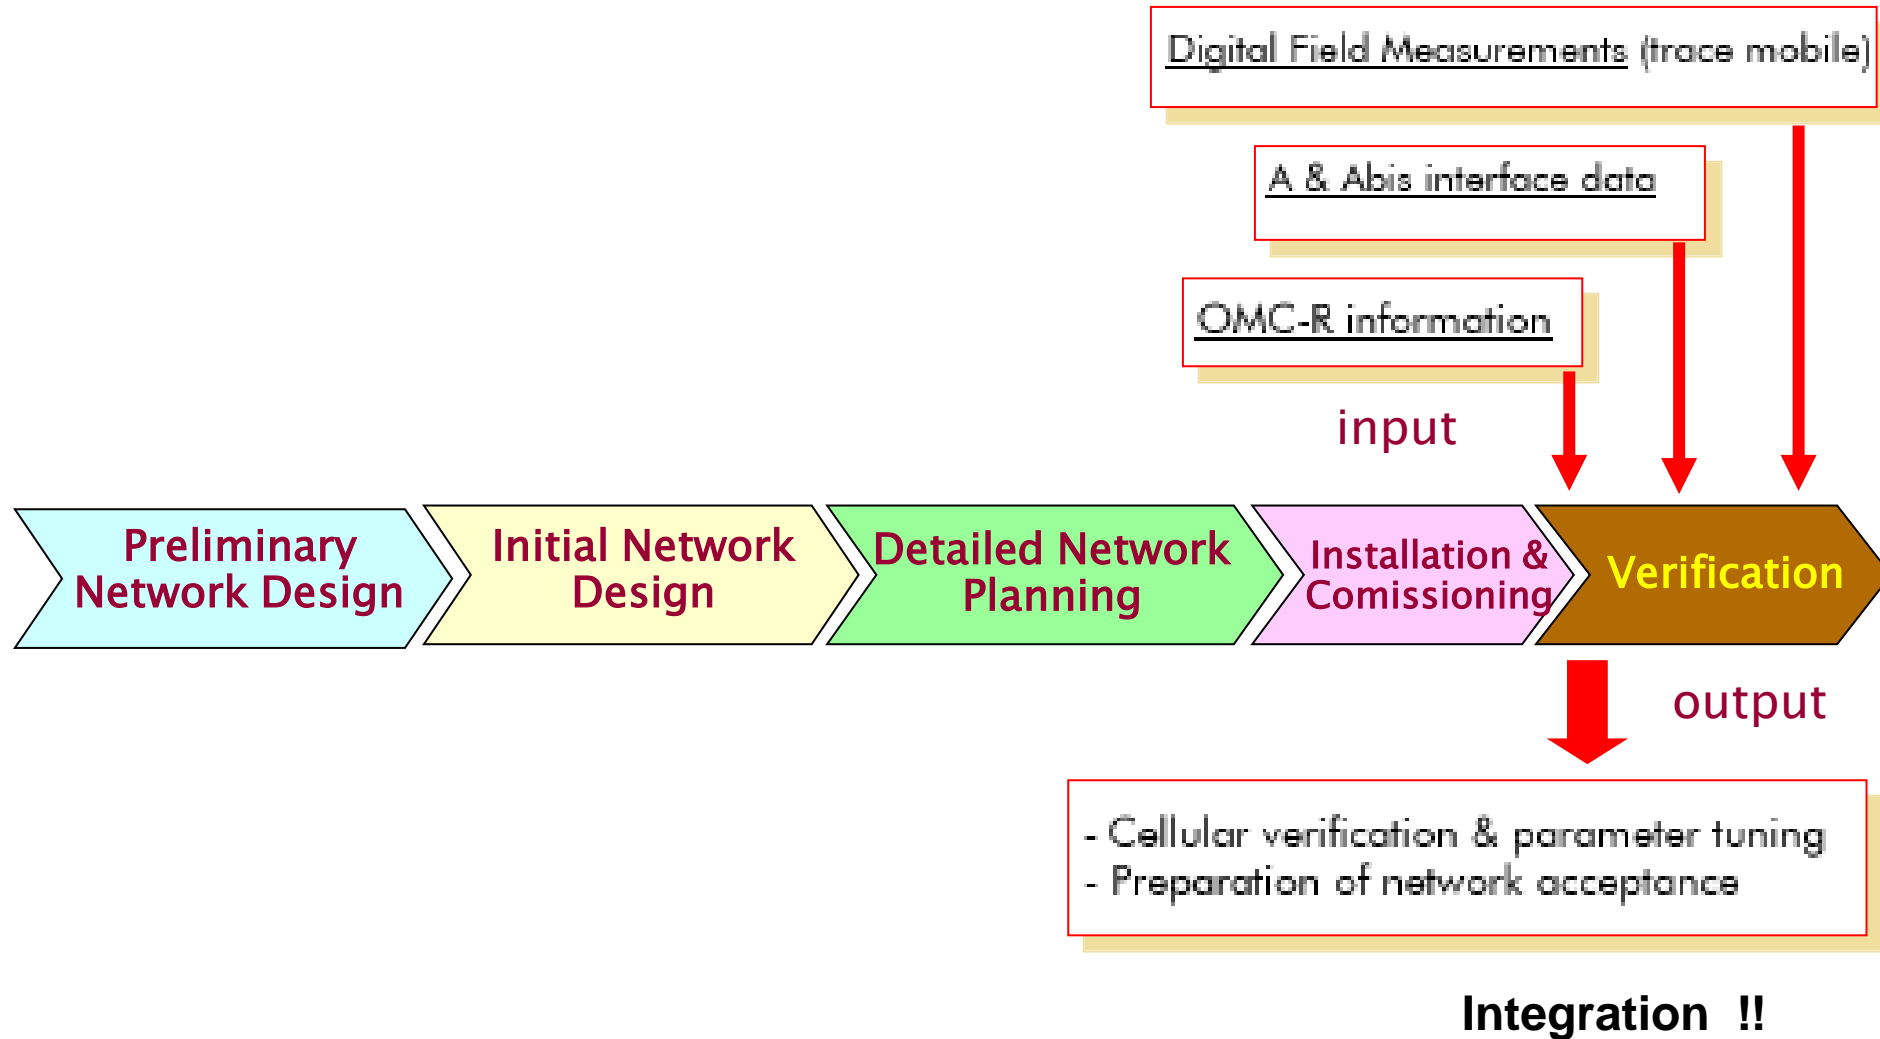 Digital Field Measurements (trace mobile)
A & Abis interface data
OMC-R information
input
Preliminary
Network Design
Initial Network
Design
Detailed Network
Planning
Installation &
Comissioning
Verification
output
- Cellular verification & parameter tuning
- Preparation of network acceptance
Integration !!